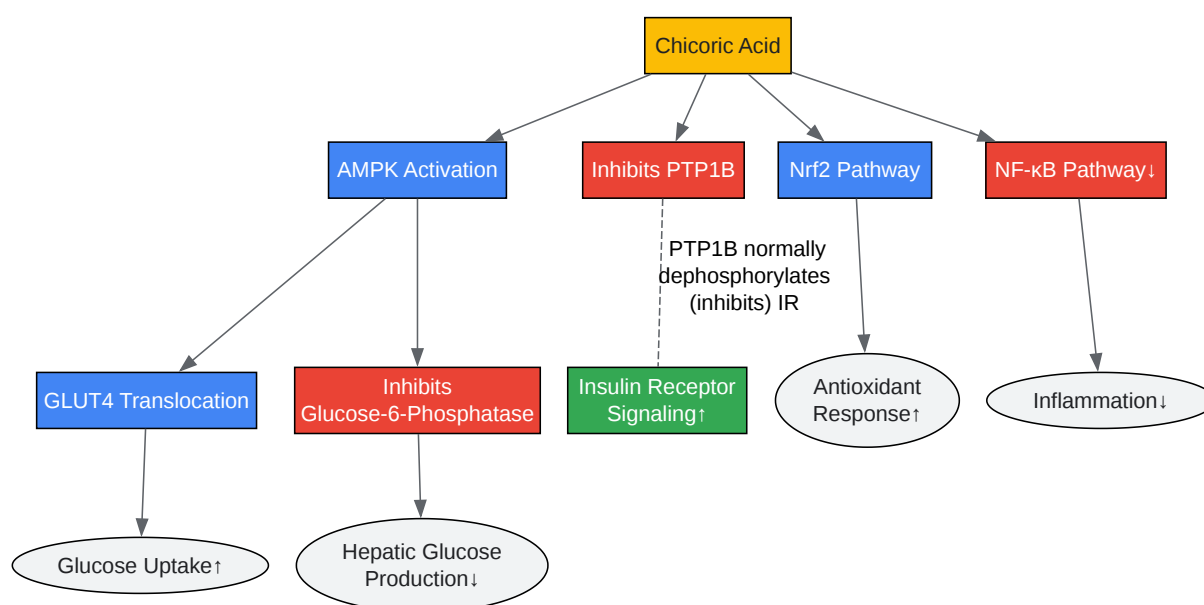 Chicoric Acid
AMPK Activation
Inhibits PTP1B
Nrf2 Pathway
NF-κB Pathway↓
PTP1B normally
dephosphorylates
(inhibits) IR
GLUT4 Translocation
Inhibits
Glucose-6-Phosphatase
Insulin Receptor
Signaling↑
Antioxidant
Response↑
Inflammation↓
Glucose Uptake↑
Hepatic Glucose
Production↓